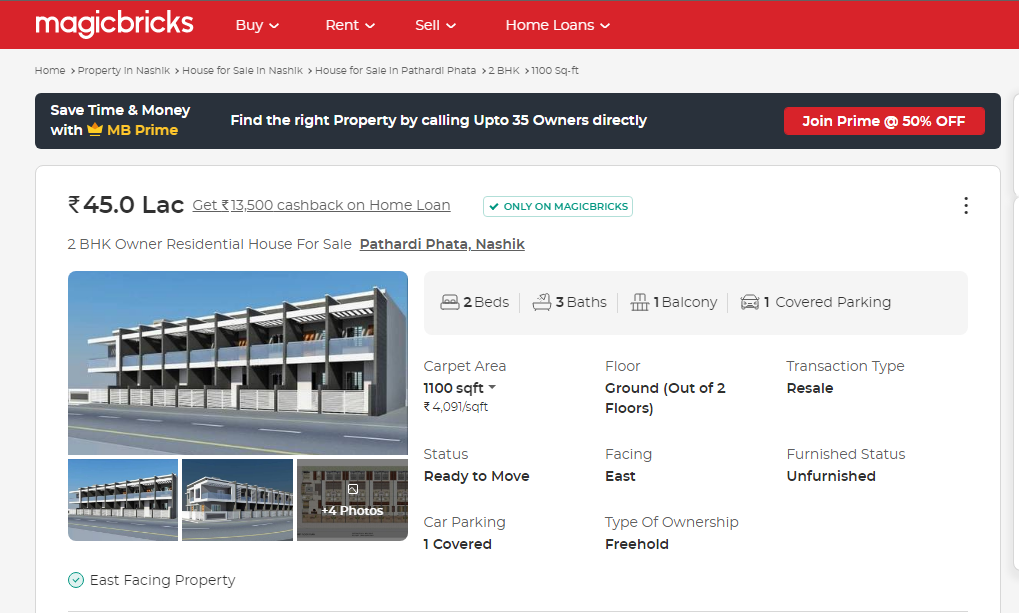 magicbricks
Buy
Rent
Sell
Home Loans
Home > Property in Nashik > House for Sale in Nashik > House for Sale in Pathardi Phata > 2 BHK > 1100 Sq-ft
Save Time & Money
with MB Prime
Find the right Property by calling Upto 35 Owners directly
Join Prime @ 50% OFF
₹45.0 Lac Get ₹13,500 cashback on Home Loan
ONLY ON MAGICBRICKS
2 BHK Owner Residential House For Sale Pathardi Phata, Nashik
+4 Photos
2 Beds
3 Baths
1 Balcony
1 Covered Parking
Carpet Area
1100 sqft
₹4,091/sqft
Floor
Ground (Out of 2
Floors)
Transaction Type
Resale
Status
Ready to Move
Facing
East
Furnished Status
Unfurnished
Car Parking
1 Covered
Type Of Ownership
Freehold
East Facing Property